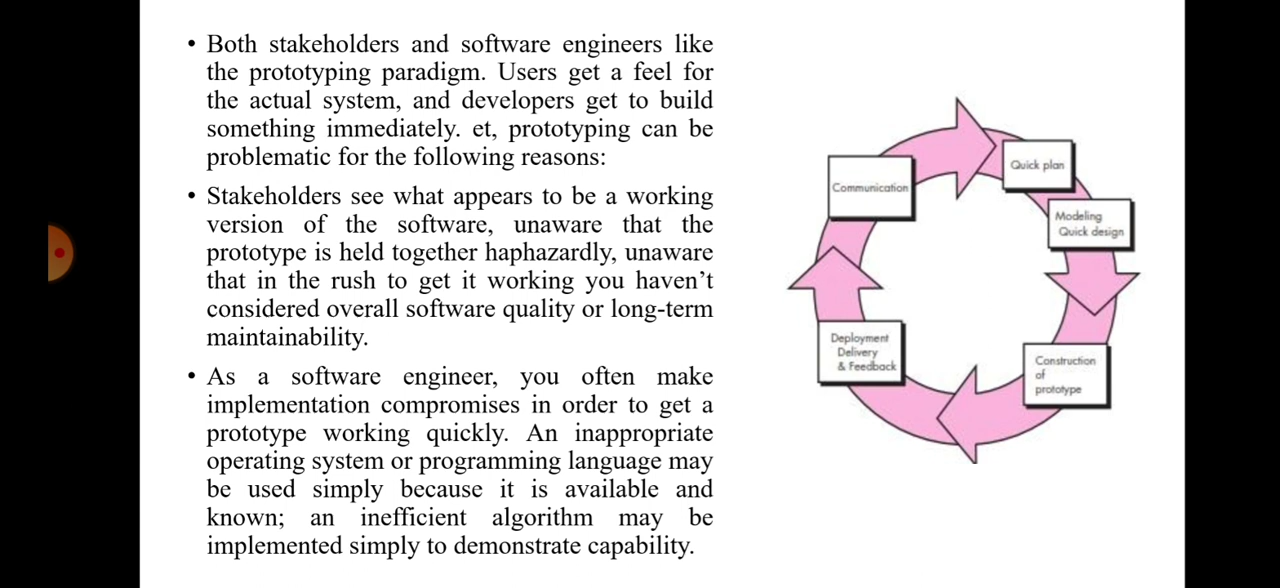 • Both stakeholders and software engineers like
the prototyping paradigm. Users get a feel for
the actual system, and developers get to build
something immediately. et, prototyping can be
problematic for the following reasons:
• Stakeholders see what appears to be a working
version of the software, unaware that the
prototype is held together haphazardly, unaware
that in the rush to get it working you haven’t
considered overall software quality or long-term
maintainability.
• As a software engineer, you often make
implementation compromises in order to get a
prototype working quickly. An inappropriate
operating system or programming language may
be used simply because it is available and
known; an inefficient algorithm may be
implemented simply to demonstrate capability.
Communication
Quick plan
Modeling
Quick design
Construction
of
prototype
Deployment
Delivery
& Feedback